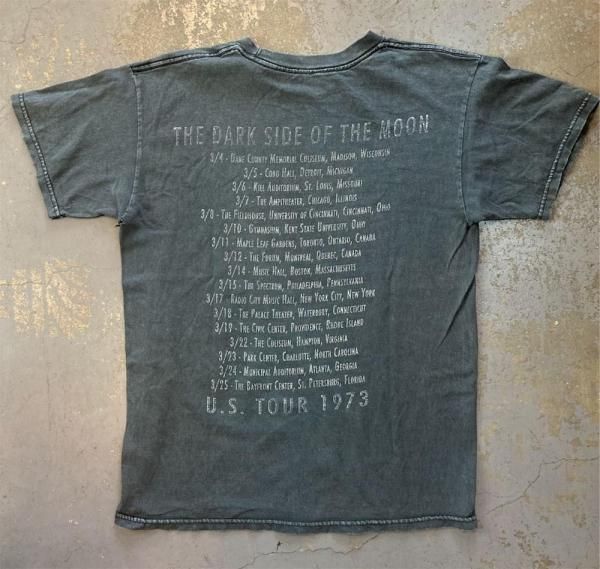 THE DARK SIDE OF THE MOON
3/4 - Dane County Memorial Coliseum, Madison, Wisconsin
3/5 - Cobo Hall, Detroit, Michigan
3/6 - Kiel Auditorium, St. Louis, Missouri
3/7 - The Ampitreater, Chicago, Illinois
3/8 - The Fieldhouse, University of Cincinnati, Cincinnati, Ohio
3/10 - Gymnasium, Kent State University, Ohio
3/11 - Maple Leaf Gardens, Toronto, Ontario, Canada
3/12 - The Forum, Montreal, Quebec, Canada
3/14 - Music Hall, Boston, Massachusetts
3/15 - The Spectrum, Philadelphia, Pennsylvania
3/17 - Radio City Music Hall, New York City, New York
3/18 - The Palace Theater, Waterbury, Connecticut
3/19 - The Civic Center, Providence, Rhode Island
3/22 - The Coliseum, Hampton, Virginia
3/23 - Park Center, Charlotte, North Carolina
3/24 - Municipal Auditorium, Atlanta, Georgia
3/25 - The Bayfront Center, St. Petersburg, Florida
U.S. TOUR 1973